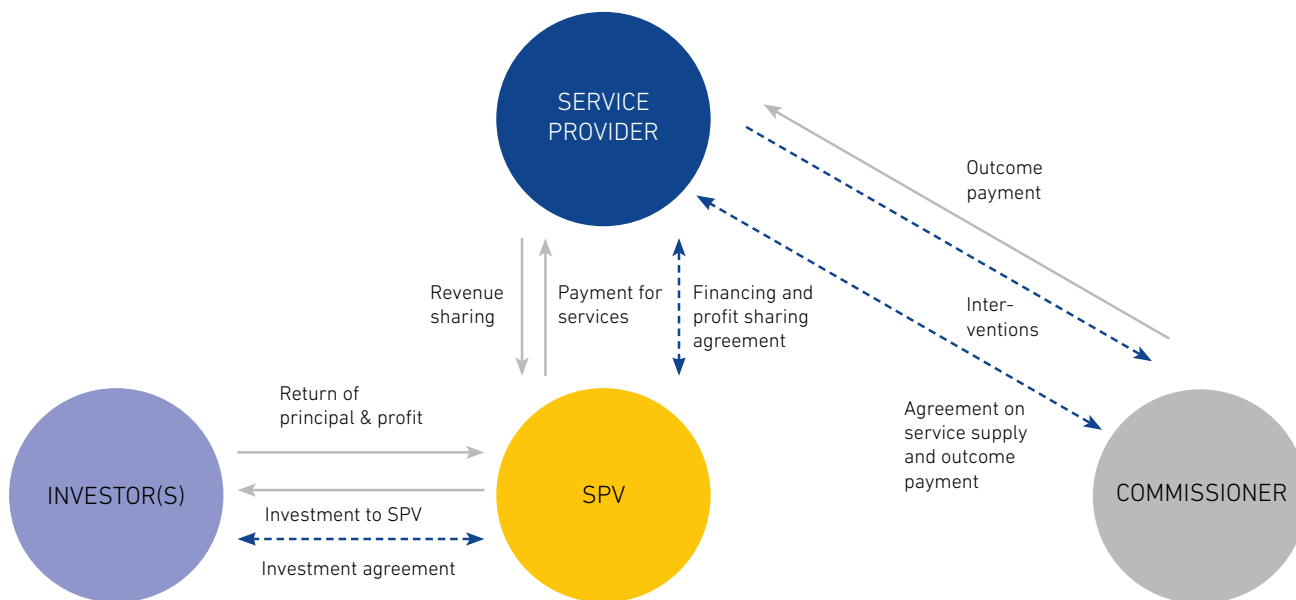 SERVICE
PROVIDER
Outcome
payment
Revenue
sharing
Payment for
services
Financing and
profit sharing
agreement
Inter-
ventions
Return of
principal & profit
Agreement on
service supply
and outcome
payment
INVESTOR(S)
SPV
COMMISSIONER
Investment to SPV
Investment agreement